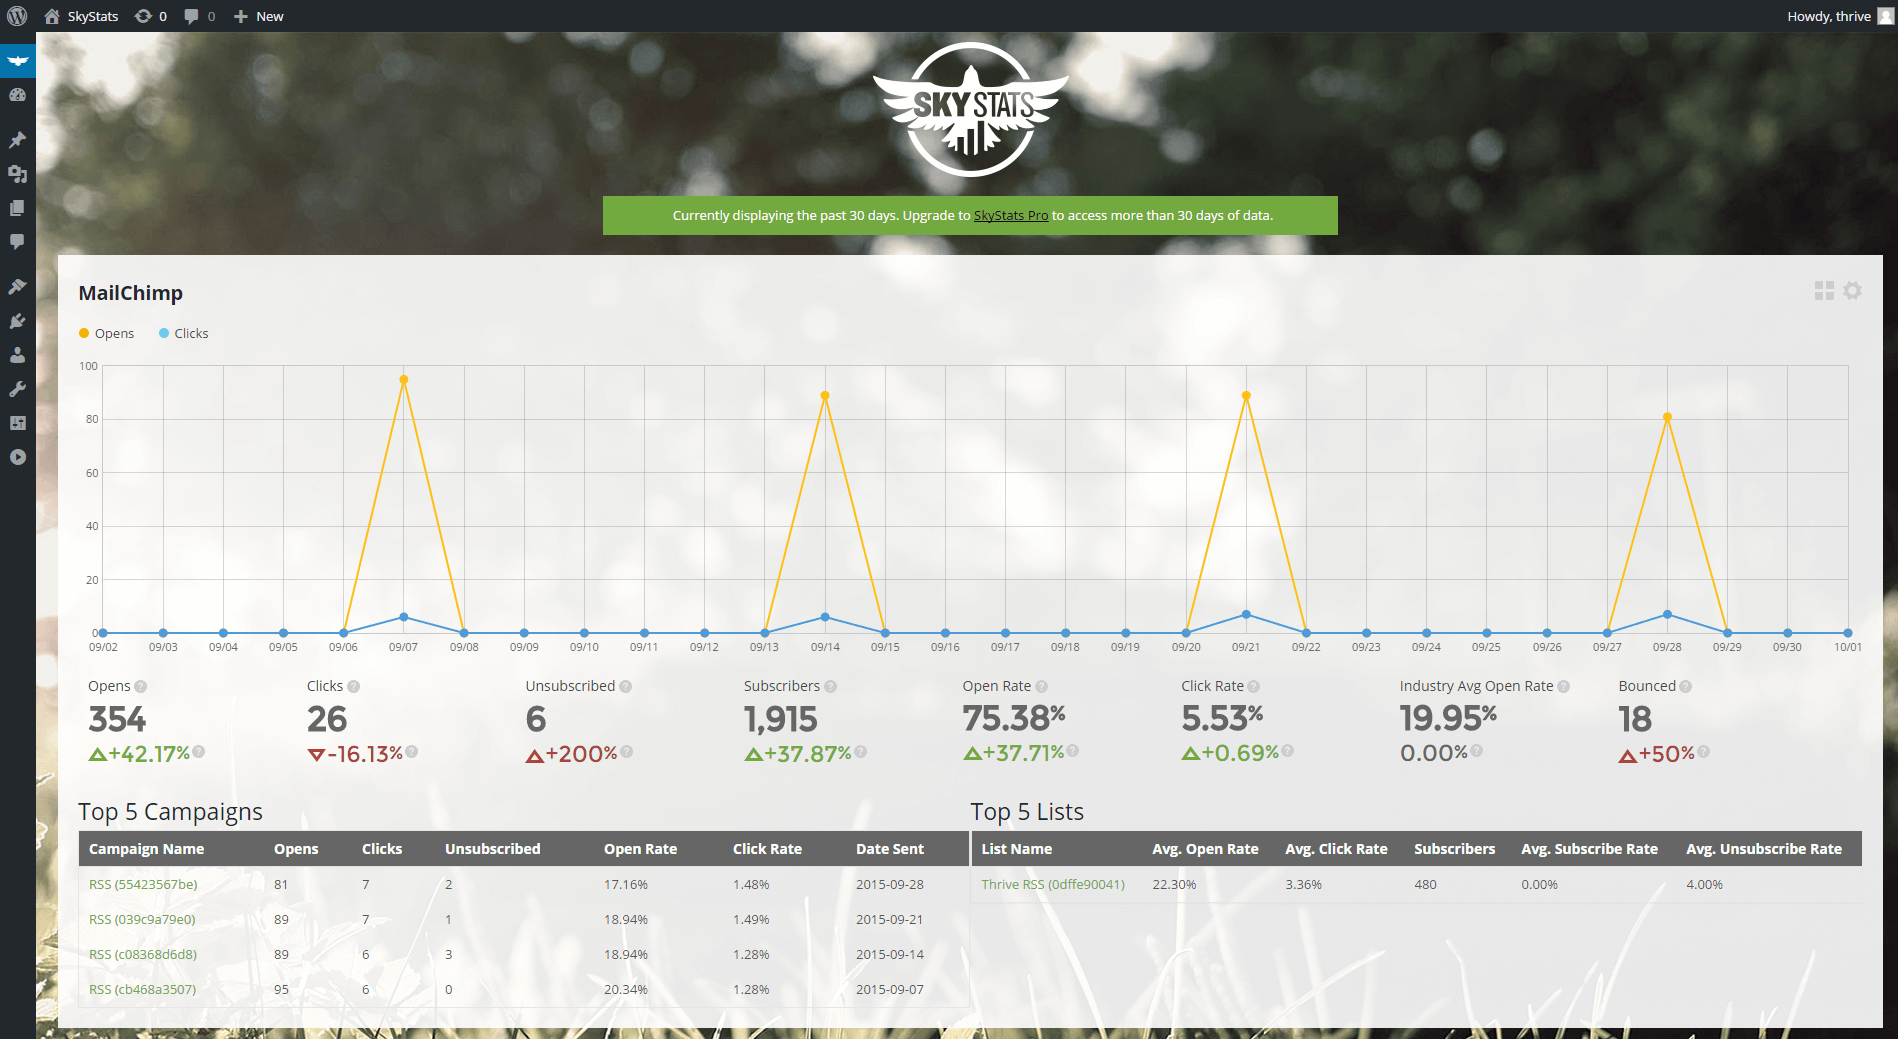 SkyStats 0 0 New Howdy, thrive
SKY STATS
Currently displaying the past 30 days. Upgrade to SkyStats Pro to access more than 30 days of data.
MailChimp
Opens Clicks
100
80
60
40
20
0
09/02 09/03 09/04 09/05 09/06 09/07 09/08 09/09 09/10 09/11 09/12 09/13 09/14 09/15 09/16 09/17 09/18 09/19 09/20 09/21 09/22 09/23 09/24 09/25 09/26 09/27 09/28 09/29 09/30 10/01
Opens ? Clicks ? Unsubscribed ? Subscribers ? Open Rate ? Click Rate ? Industry Avg Open Rate ? Bounced ?
354 26 6 1,915 75.38% 5.53% 19.95% 18
+42.17% ? -16.13% ? +200% ? +37.87% ? +37.71% ? +0.69% ? 0.00% ? +50% ?
Top 5 Campaigns
Campaign Name Opens Clicks Unsubscribed Open Rate Click Rate Date Sent
RSS (55423567be) 81 7 2 17.16% 1.48% 2015-09-28
RSS (039c9a79e0) 89 7 1 18.94% 1.49% 2015-09-21
RSS (c08368d6d8) 89 6 3 18.94% 1.28% 2015-09-14
RSS (cb468a3507) 95 6 0 20.34% 1.28% 2015-09-07
Top 5 Lists
List Name Avg. Open Rate Avg. Click Rate Subscribers Avg. Subscribe Rate Avg. Unsubscribe Rate
Thrive RSS (0dffe90041) 22.30% 3.36% 480 0.00% 4.00%